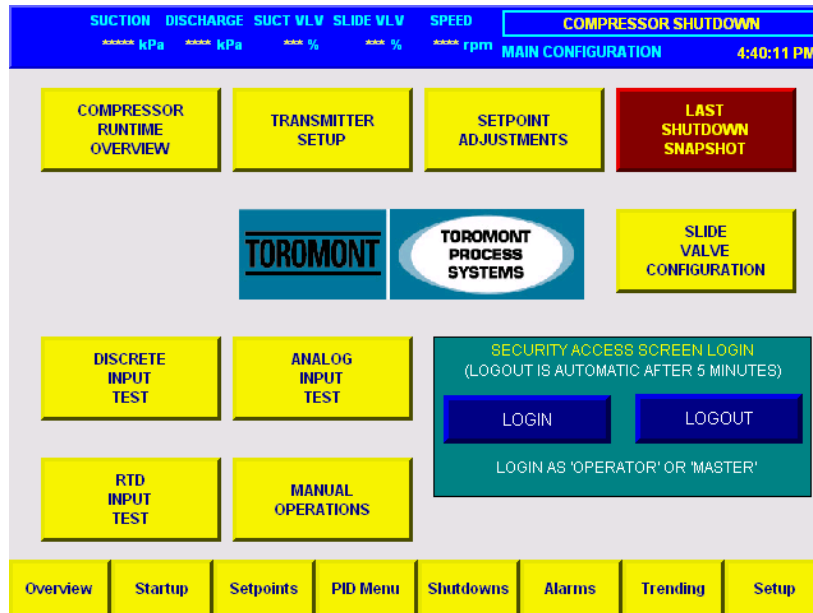 SUCTION DISCHARGE SUCT VLV SLIDE VLV SPEED
***** kPa **** kPa *** % *** % **** rpm
COMPRESSOR SHUTDOWN
MAIN CONFIGURATION 4:40:11 PM
COMPRESSOR
RUNTIME
OVERVIEW
TRANSMITTER
SETUP
SETPOINT
ADJUSTMENTS
LAST
SHUTDOWN
SNAPSHOT
TOROMONT
TOROMONT
PROCESS
SYSTEMS
SLIDE
VALVE
CONFIGURATION
DISCRETE
INPUT
TEST
ANALOG
INPUT
TEST
SECURITY ACCESS SCREEN LOGIN
(LOGOUT IS AUTOMATIC AFTER 5 MINUTES)
LOGIN LOGOUT
LOGIN AS 'OPERATOR' OR 'MASTER'
RTD
INPUT
TEST
MANUAL
OPERATIONS
Overview Startup Setpoints PID Menu Shutdowns Alarms Trending Setup